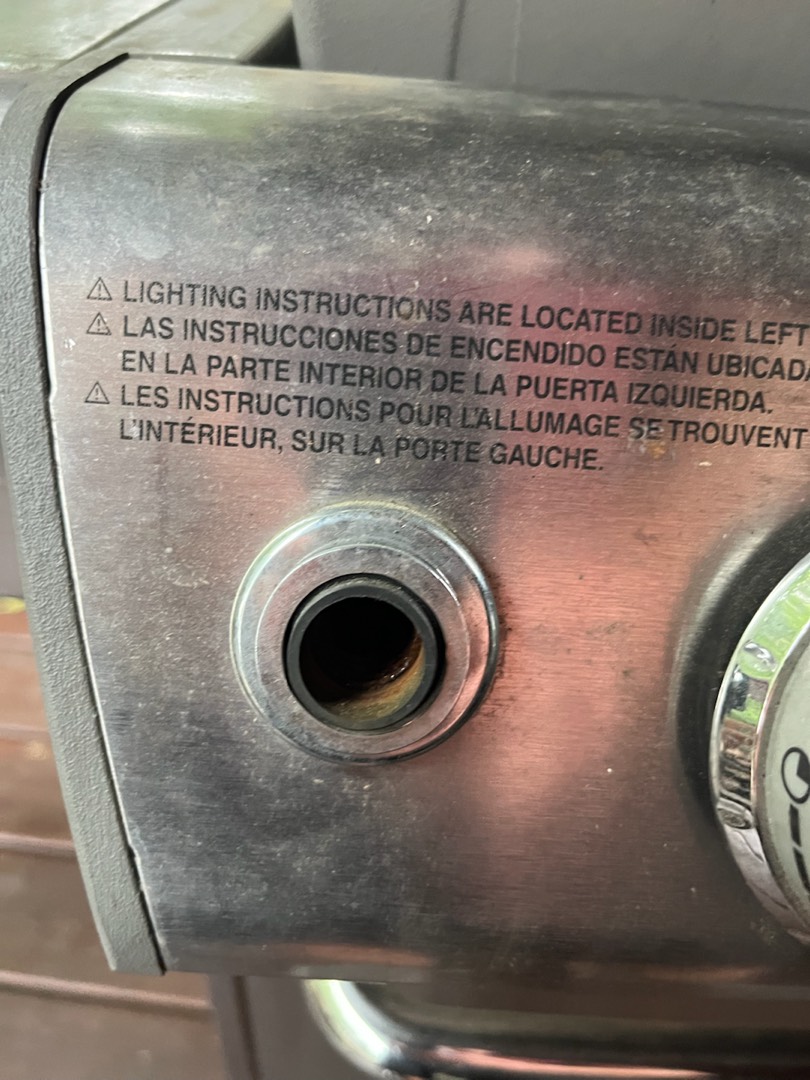 ⚠ LIGHTING INSTRUCTIONS ARE LOCATED INSIDE LEFT
⚠ LAS INSTRUCCIONES DE ENCENDIDO ESTÁN UBICADA
EN LA PARTE INTERIOR DE LA PUERTA IZQUIERDA.
⚠ LES INSTRUCTIONS POUR L'ALLUMAGE SE TROUVENT
L'INTÉRIEUR, SUR LA PORTE GAUCHE.